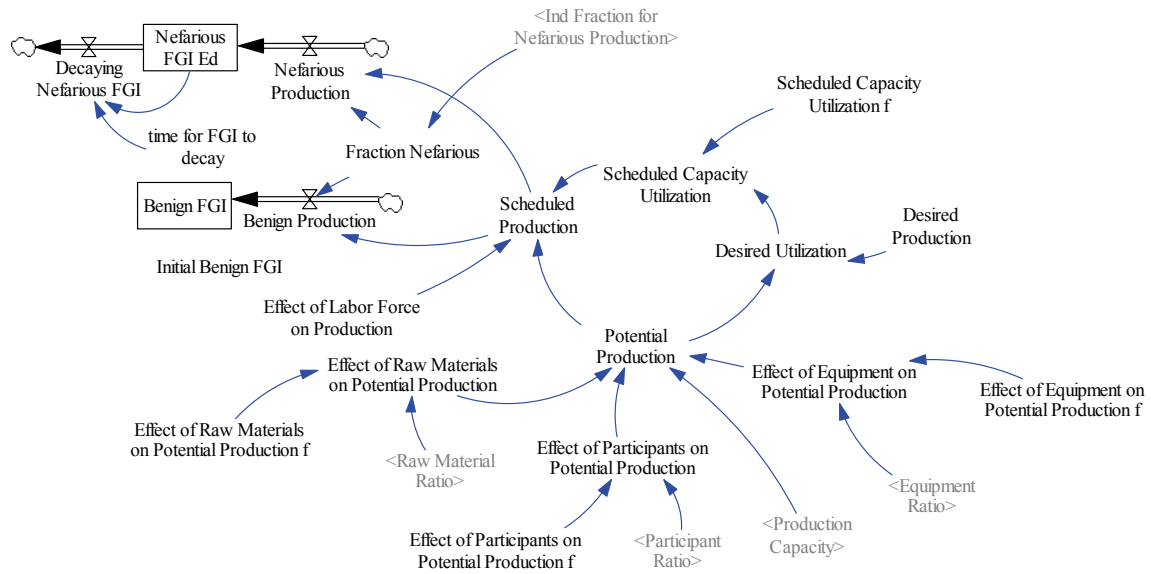 <Ind Fraction for
Nefarious Production>
Nefarious
FGI Ed
Decaying
Nefarious FGI
Nefarious
Production
time for FGI to
decay
Fraction Nefarious
Scheduled Capacity
Utilization f
Scheduled Capacity
Utilization
Benign FGI
Benign Production
Scheduled
Production
Desired
Production
Desired Utilization
Initial Benign FGI
Effect of Labor Force
on Production
Potential
Production
Effect of Raw Materials
on Potential Production
Effect of Equipment on
Potential Production
Effect of Equipment on
Potential Production f
Effect of Raw Materials
on Potential Production f
<Raw Material
Ratio>
Effect of Participants on
Potential Production
<Equipment
Ratio>
Effect of Participants on
Potential Production f
<Participant
Ratio>
<Production
Capacity>